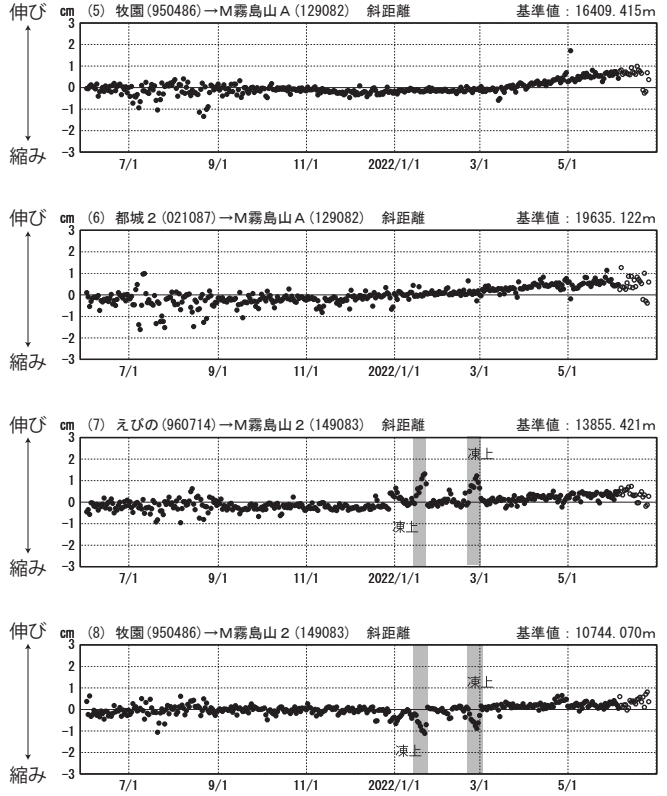 伸び cm (5) 牧園(950486)→M霧島山A(129082) 斜距離 基準値：16409.415m
3
2
1
0
-1
-2
縮み -3
7/1 9/1 11/1 2022/1/1 3/1 5/1
伸び cm (6) 都城2(021087)→M霧島山A(129082) 斜距離 基準値：19635.122m
3
2
1
0
-1
-2
縮み -3
7/1 9/1 11/1 2022/1/1 3/1 5/1
伸び cm (7) えびの(960714)→M霧島山2(149083) 斜距離 基準値：13855.421m
3
凍上
2
1
0
-1 凍上
-2
縮み -3
7/1 9/1 11/1 2022/1/1 3/1 5/1
伸び cm (8) 牧園(950486)→M霧島山2(149083) 斜距離 基準値：10744.070m
3
2
1 凍上
0
-1
-2 凍上
縮み -3
7/1 9/1 11/1 2022/1/1 3/1 5/1